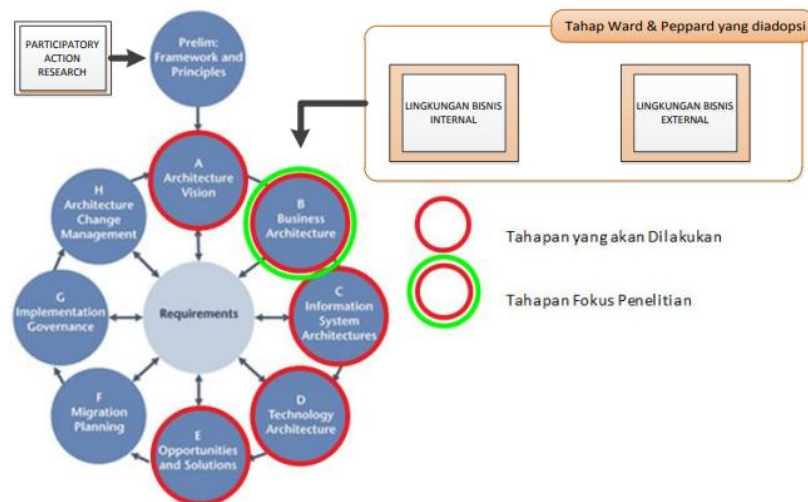 PARTICIPATORY
ACTION
RESEARCH
Prelim:
Framework and
Principles
Tahap Ward & Peppard yang diadopsi
LINGKUNGAN BISNIS
INTERNAL
LINGKUNGAN BISNIS
EXTERNAL
A
Architecture
Vision
H
Architecture
Change
Management
B
Business
Architecture
Tahapan yang akan Dilakukan
G
Implementation
Governance
Requirements
C
Information
System
Architectures
Tahapan Fokus Penelitian
F
Migration
Planning
D
Technology
Architecture
E
Opportunities
and Solutions